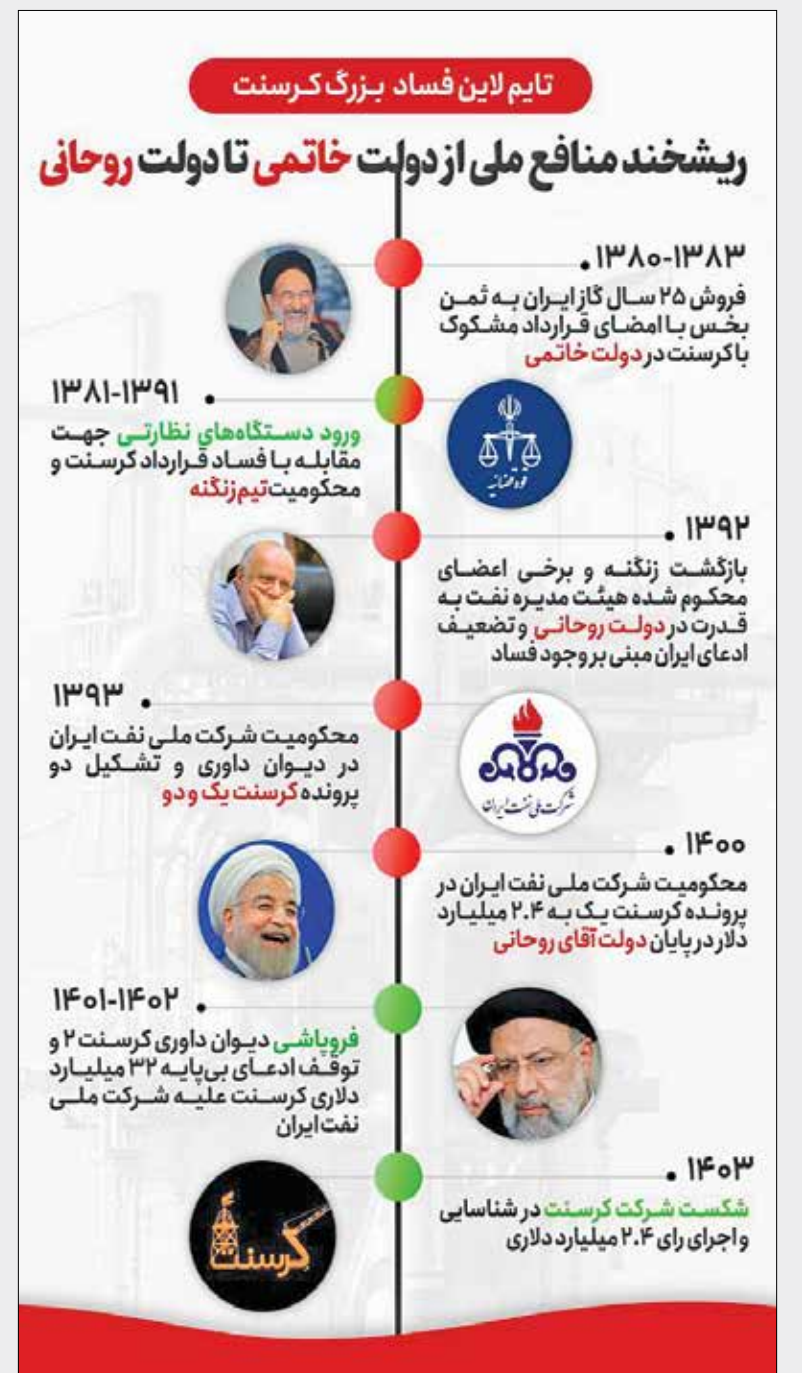 تایم لاین فساد بزرگ کرسنت
ریشخند منافع ملی از دولت خاتمی تا دولت روحانی
۱۳۸۰-۱۳۸۳
فروش ۲۵ سال گاز ایران به ثمن
بخس با امضای قرارداد مشکوک
با کرسنت در دولت خاتمی
۱۳۸۱-۱۳۹۱
ورود دستگاه‌های نظارتی جهت
مقابله با فساد قرارداد کرسنت و
محکومیت تیم زنگنه
قوه قضائیه
۱۳۹۲
بازگشت زنگنه و برخی اعضای
محکوم شده هیئت مدیره نفت به
قدرت در دولت روحانی و تضعیف
ادعای ایران مبنی بر وجود فساد
۱۳۹۳
محکومیت شرکت ملی نفت ایران
در دیوان داوری و تشکیل دو
پرونده کرسنت یک و دو
شرکت ملی نفت ایران
۱۴۰۰
محکومیت شرکت ملی نفت ایران در
پرونده کرسنت یک به ۲.۴ میلیارد
دلار در پایان دولت آقای روحانی
۱۴۰۱-۱۴۰۲
فروپاشی دیوان داوری کرسنت ۲ و
توقف ادعای بی‌پایه ۳۲ میلیارد
دلاری کرسنت علیه شرکت ملی
نفت ایران
۱۴۰۳
شکست شرکت کرسنت در شناسایی
و اجرای رای ۲.۴ میلیارد دلاری
کرسنت